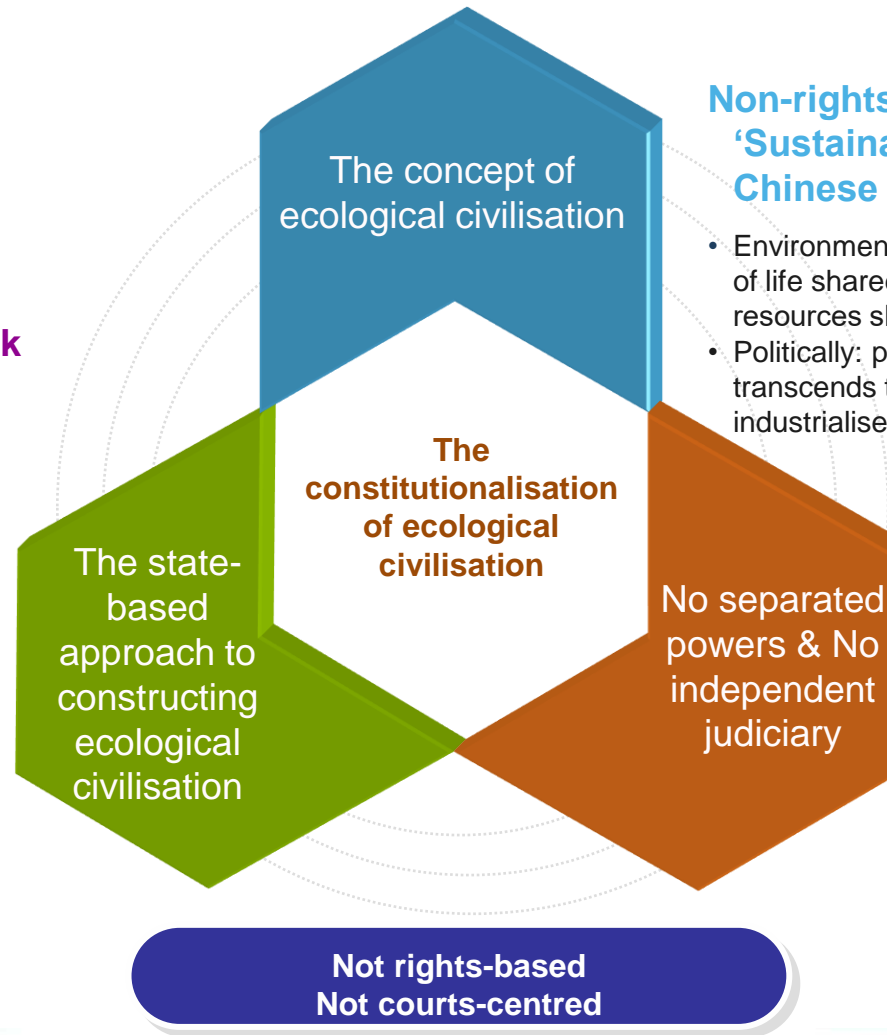 The concept of
ecological civilisation
Non-rights
‘Sustaina
Chinese
• Environmen
of life shared
resources
• Politically: p
transcends t
industrialise
k
The
constitutionalisation
of ecological
civilisation
The state-
based
approach to
constructing
ecological
civilisation
No separated
powers & No
independent
judiciary
Not rights-based
Not courts-centred